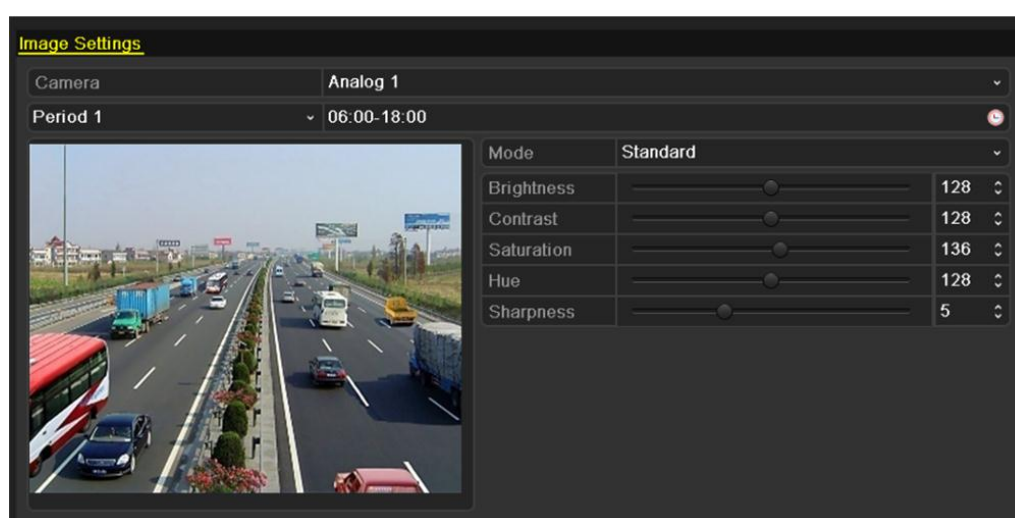 Image Settings
Camera Analog 1
Period 1 06:00-18:00
Mode Standard
Brightness 128
Contrast 128
Saturation 136
Hue 128
Sharpness 5